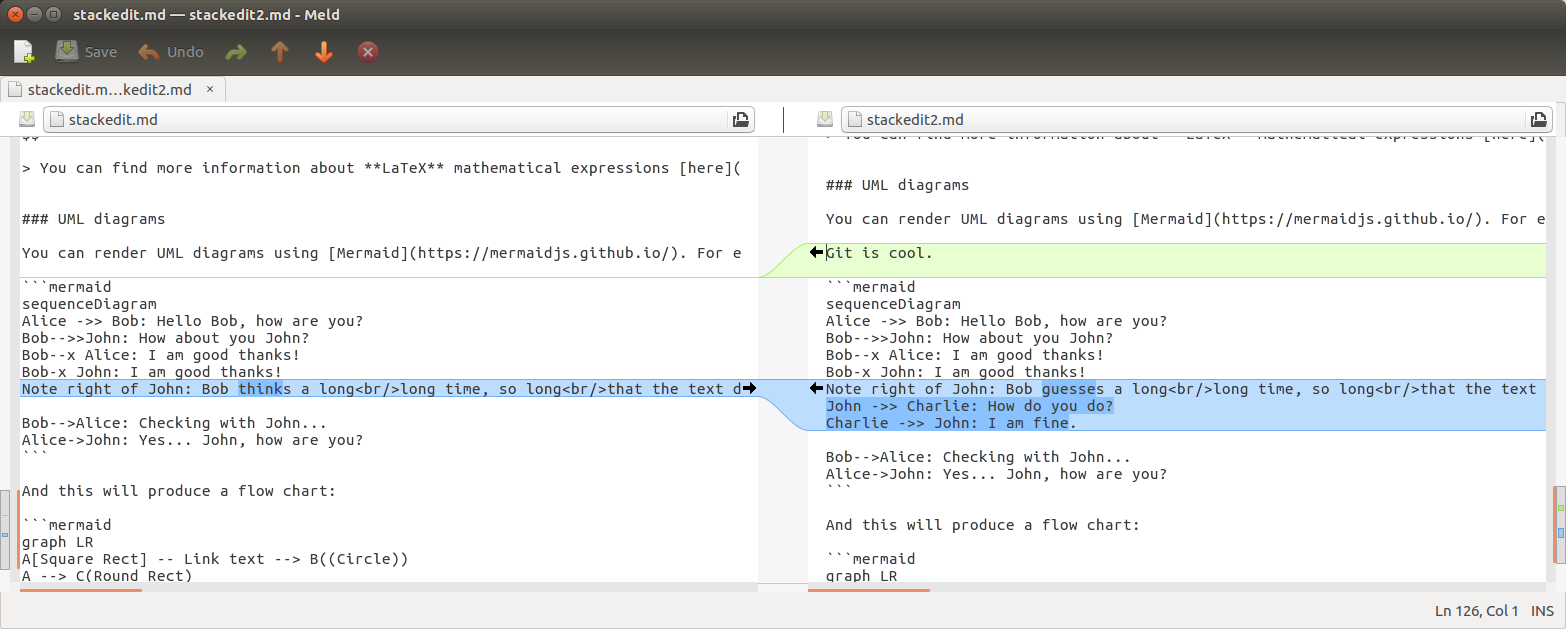 stackedit.md — stackedit2.md - Meld
Save Undo
stackedit.m...kedit2.md ×
stackedit.md
$$
> You can find more information about **LaTeX** mathematical expressions [here](
### UML diagrams
You can render UML diagrams using [Mermaid](https://mermaidjs.github.io/). For e
```mermaid
sequenceDiagram
Alice ->> Bob: Hello Bob, how are you?
Bob-->>John: How about you John?
Bob--x Alice: I am good thanks!
Bob-x John: I am good thanks!
Note right of John: Bob thinks a long<br/>long time, so long<br/>that the text d
Bob-->Alice: Checking with John...
Alice->John: Yes... John, how are you?
```
And this will produce a flow chart:
```mermaid
graph LR
A[Square Rect] -- Link text --> B((Circle))
A --> C(Round Rect)
stackedit2.md
> You can find more information about **LaTeX** mathematical expressions [here](
### UML diagrams
You can render UML diagrams using [Mermaid](https://mermaidjs.github.io/). For e
Git is cool.
```mermaid
sequenceDiagram
Alice ->> Bob: Hello Bob, how are you?
Bob-->>John: How about you John?
Bob--x Alice: I am good thanks!
Bob-x John: I am good thanks!
Note right of John: Bob guesses a long<br/>long time, so long<br/>that the text
John ->> Charlie: How do you do?
Charlie ->> John: I am fine.
Bob-->Alice: Checking with John...
Alice->John: Yes... John, how are you?
```
And this will produce a flow chart:
```mermaid
graph LR
Ln 126, Col 1 INS